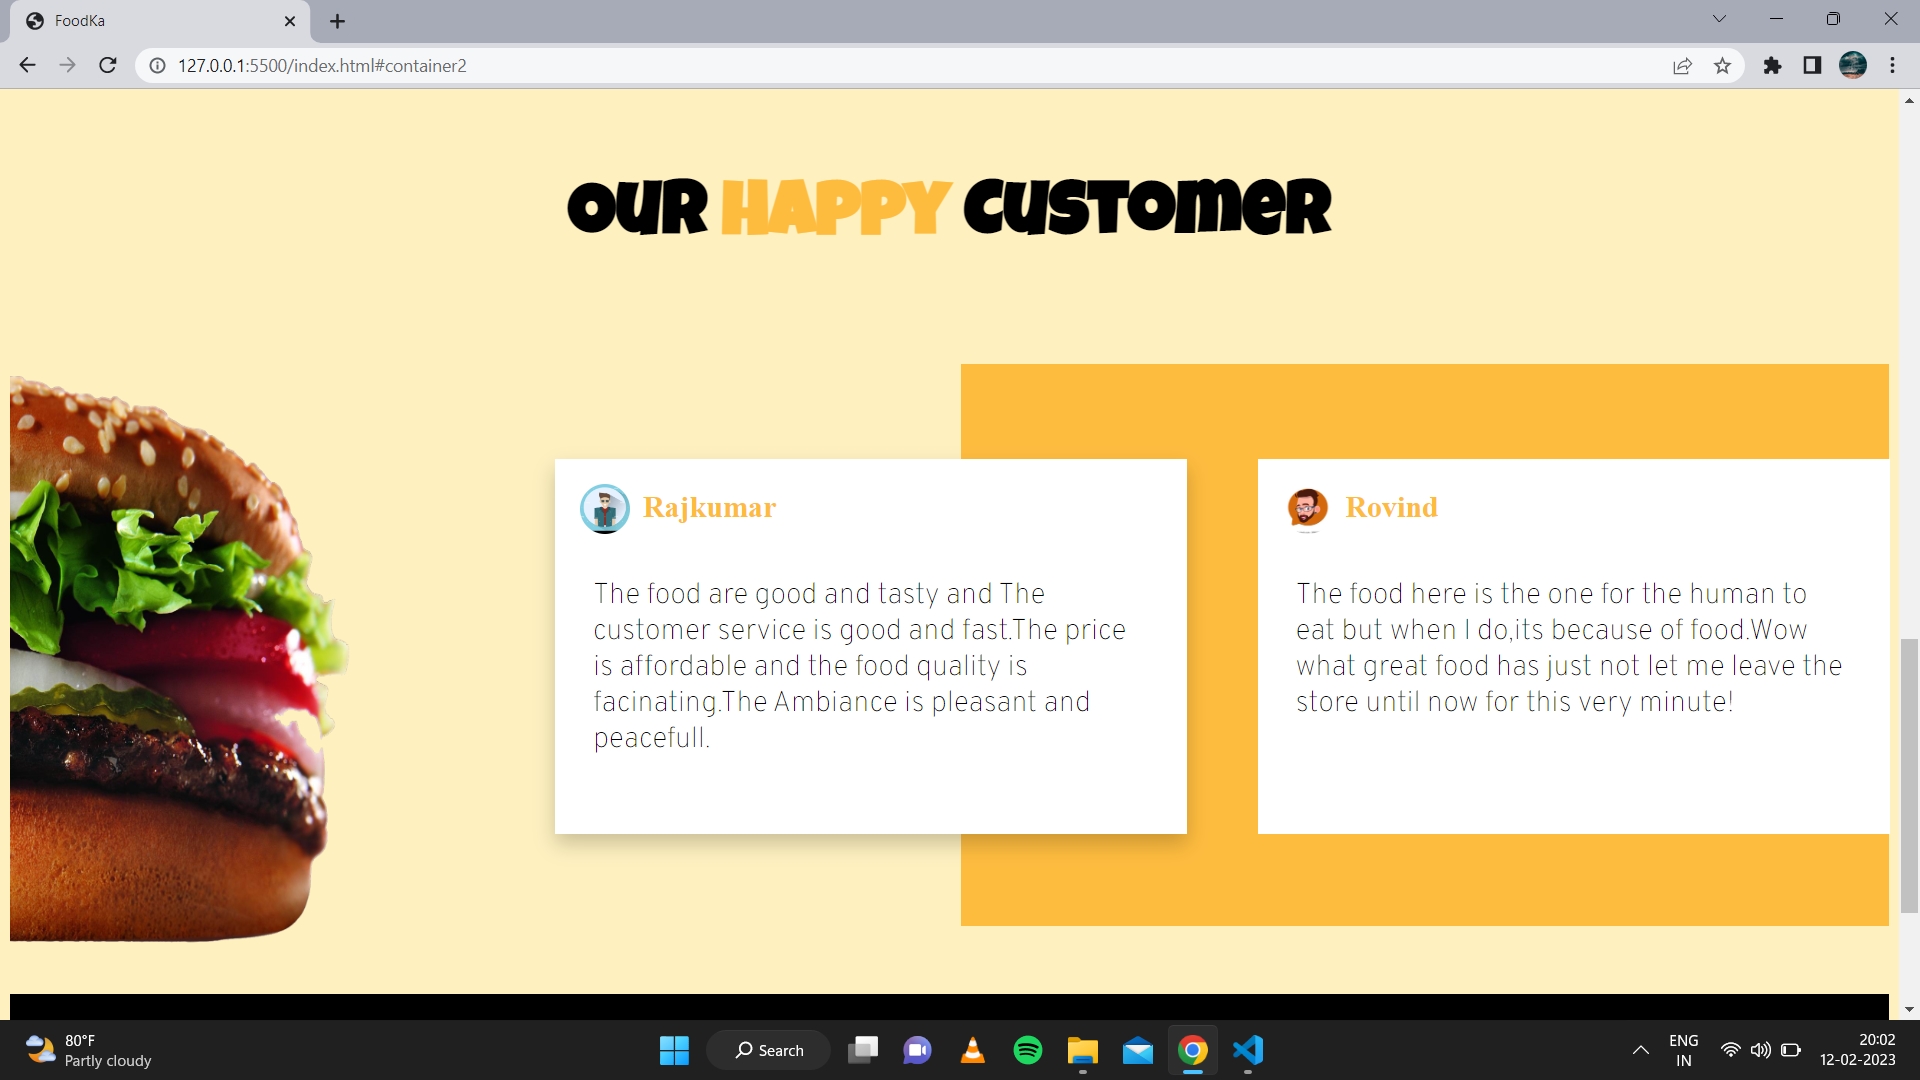 FoodKa
127.0.0.1:5500/index.html#container2
OUR HAPPY CUSTOMER
Rajkumar
The food are good and tasty and The
customer service is good and fast.The price
is affordable and the food quality is
facinating.The Ambiance is pleasant and
peacefull.
Rovind
The food here is the one for the human to
eat but when I do,its because of food.Wow
what great food has just not let me leave the
store until now for this very minute!
80°F
Partly cloudy
Search
ENG
IN
20:02
12-02-2023